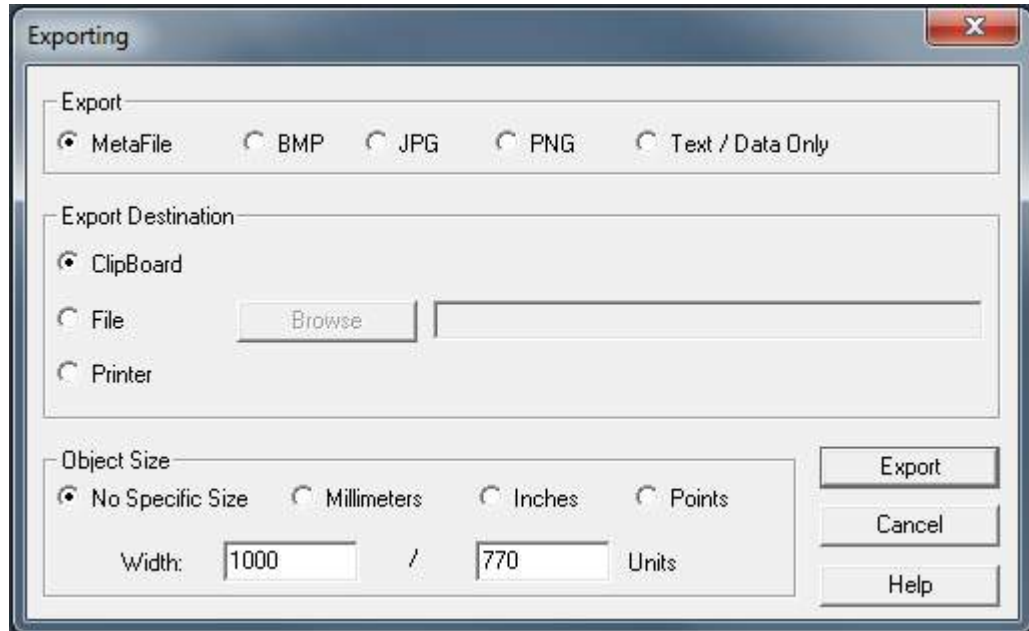 Exporting
Export
MetaFile BMP JPG PNG Text / Data Only
Export Destination
ClipBoard
File Browse
Printer
Object Size
No Specific Size Millimeters Inches Points
Width: 1000 / 770 Units
Export
Cancel
Help